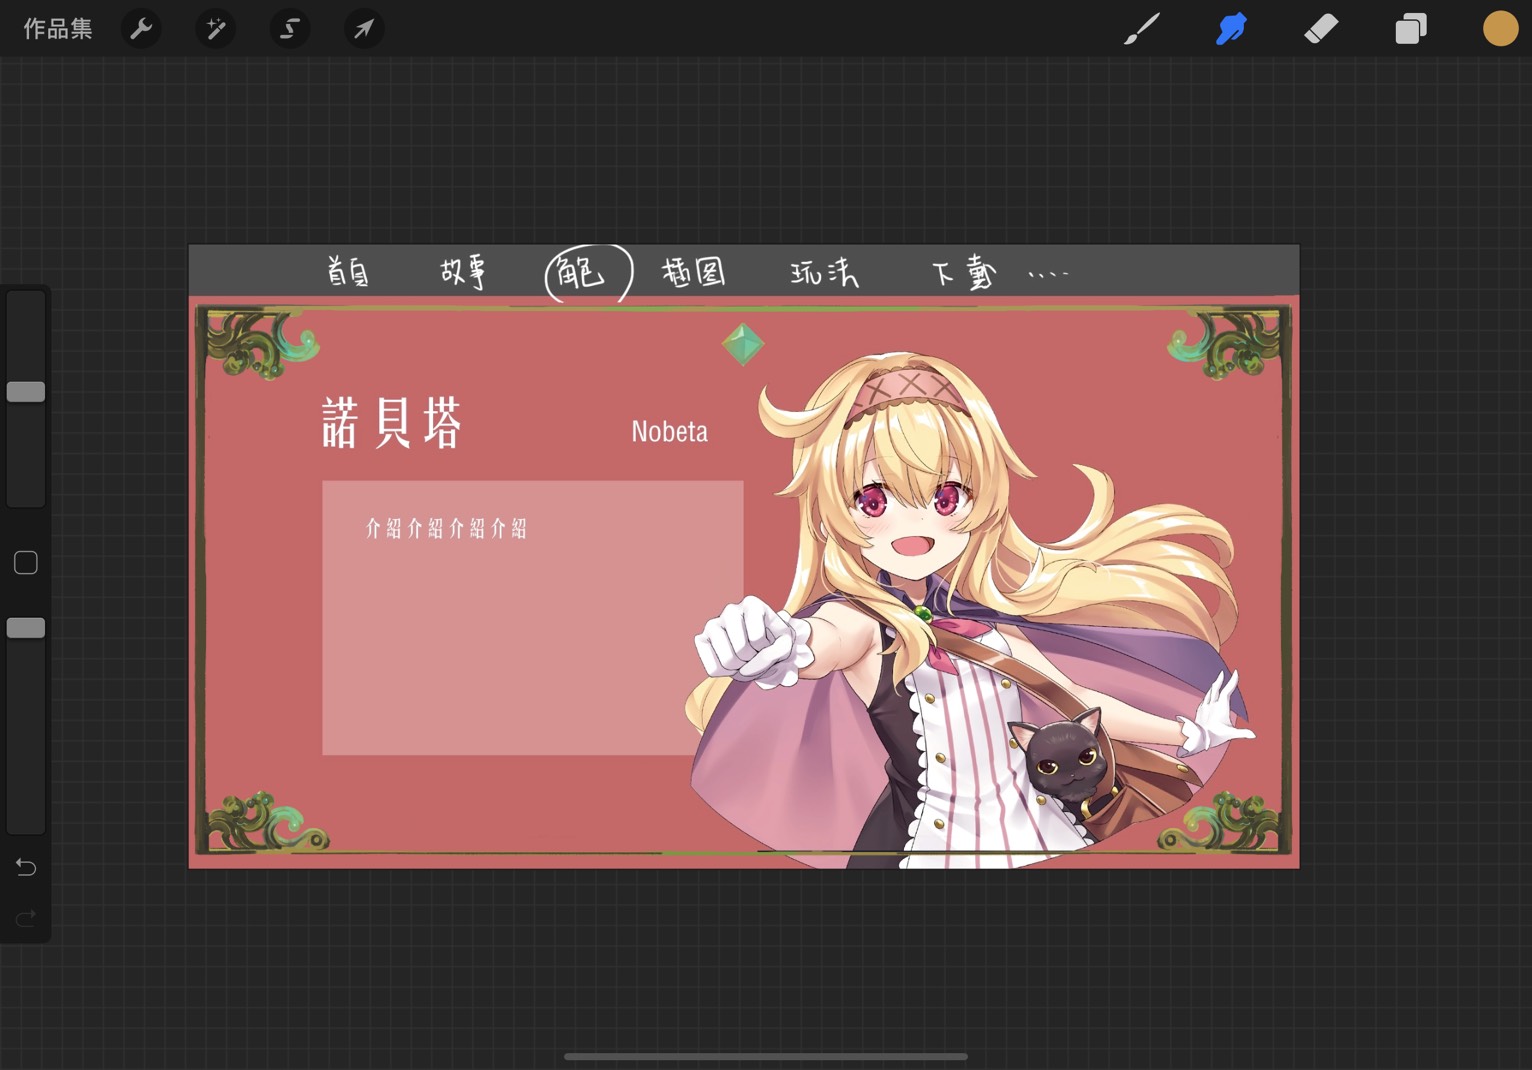 作品集
首頁 故事 角色 插图 玩法 下載 ....
諾貝塔 Nobeta
介紹介紹介紹介紹